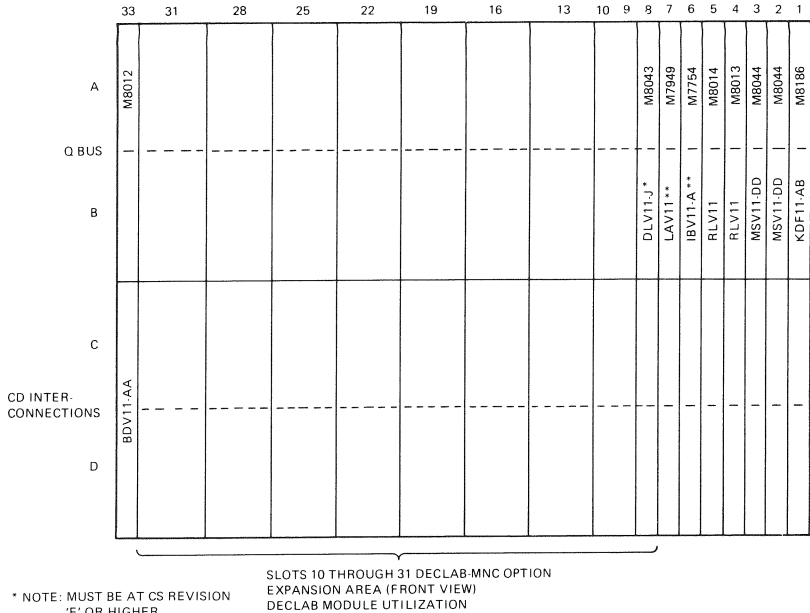 33 31 28 25 22 19 16 13 10 9 8 7 6 5 4 3 2 1
A
M8012
M8043
M7949
M7754
M8014
M8013
M8044
M8044
M8186
Q BUS
B
DLV11-J *
LAV11 **
IBV11-A **
RLV11
RLV11
MSV11-DD
MSV11-DD
KDF11-AB
C
CD INTER-
CONNECTIONS
BDV11-AA
D
SLOTS 10 THROUGH 31 DECLAB-MNC OPTION
EXPANSION AREA (FRONT VIEW)
DECLAB MODULE UTILIZATION
* NOTE: MUST BE AT CS REVISION
'E' OR HIGHER